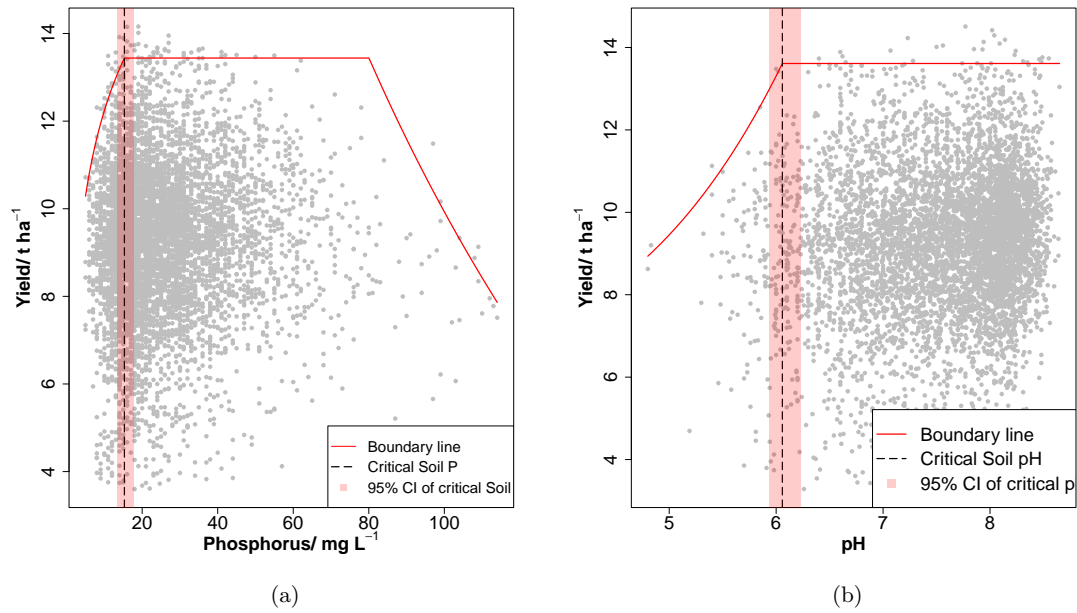 14
12
10
8
6
4
Yield/ t ha−1
20 40 60 80 100
Phosphorus/ mg L−1
Boundary line
Critical Soil P
95% CI of critical Soil
(a)
14
12
10
8
6
4
Yield/ t ha−1
5 6 7 8
pH
Boundary line
Critical Soil pH
95% CI of critical p
(b)